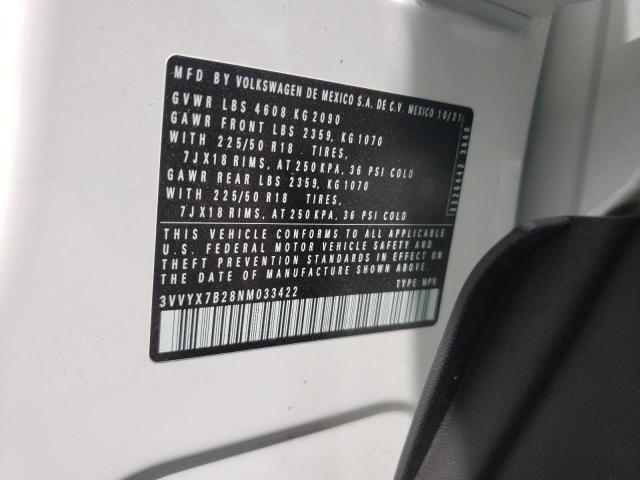 MFD BY VOLKSWAGEN DE MEXICO S.A. DE C.V. MEXICO 10/21
GVWR LBS 4608 KG 2090
GAWR FRONT LBS 2359, KG 1070
WITH 225/50 R18 TIRES,
7JX18 RIMS, AT 250 KPA, 36 PSI COLD
GAWR REAR LBS 2359, KG 1070
WITH 225/50 R18 TIRES,
7JX18 RIMS, AT 250 KPA, 36 PSI COLD
THIS VEHICLE CONFORMS TO ALL APPLICABLE
U.S. FEDERAL MOTOR VEHICLE SAFETY AND
THEFT PREVENTION STANDARDS IN EFFECT ON
THE DATE OF MANUFACTURE SHOWN ABOVE.
3VVYX7B28NM033422 TYPE: MPV